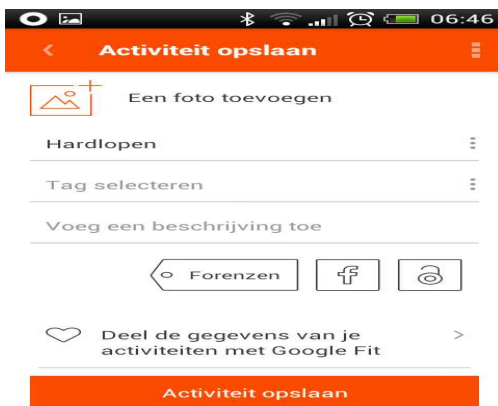 06:46
Activiteit opslaan
Een foto toevoegen
Hardlopen
Tag selecteren
Voeg een beschrijving toe
Forenzen
Deel de gegevens van je
activiteiten met Google Fit
Activiteit opslaan